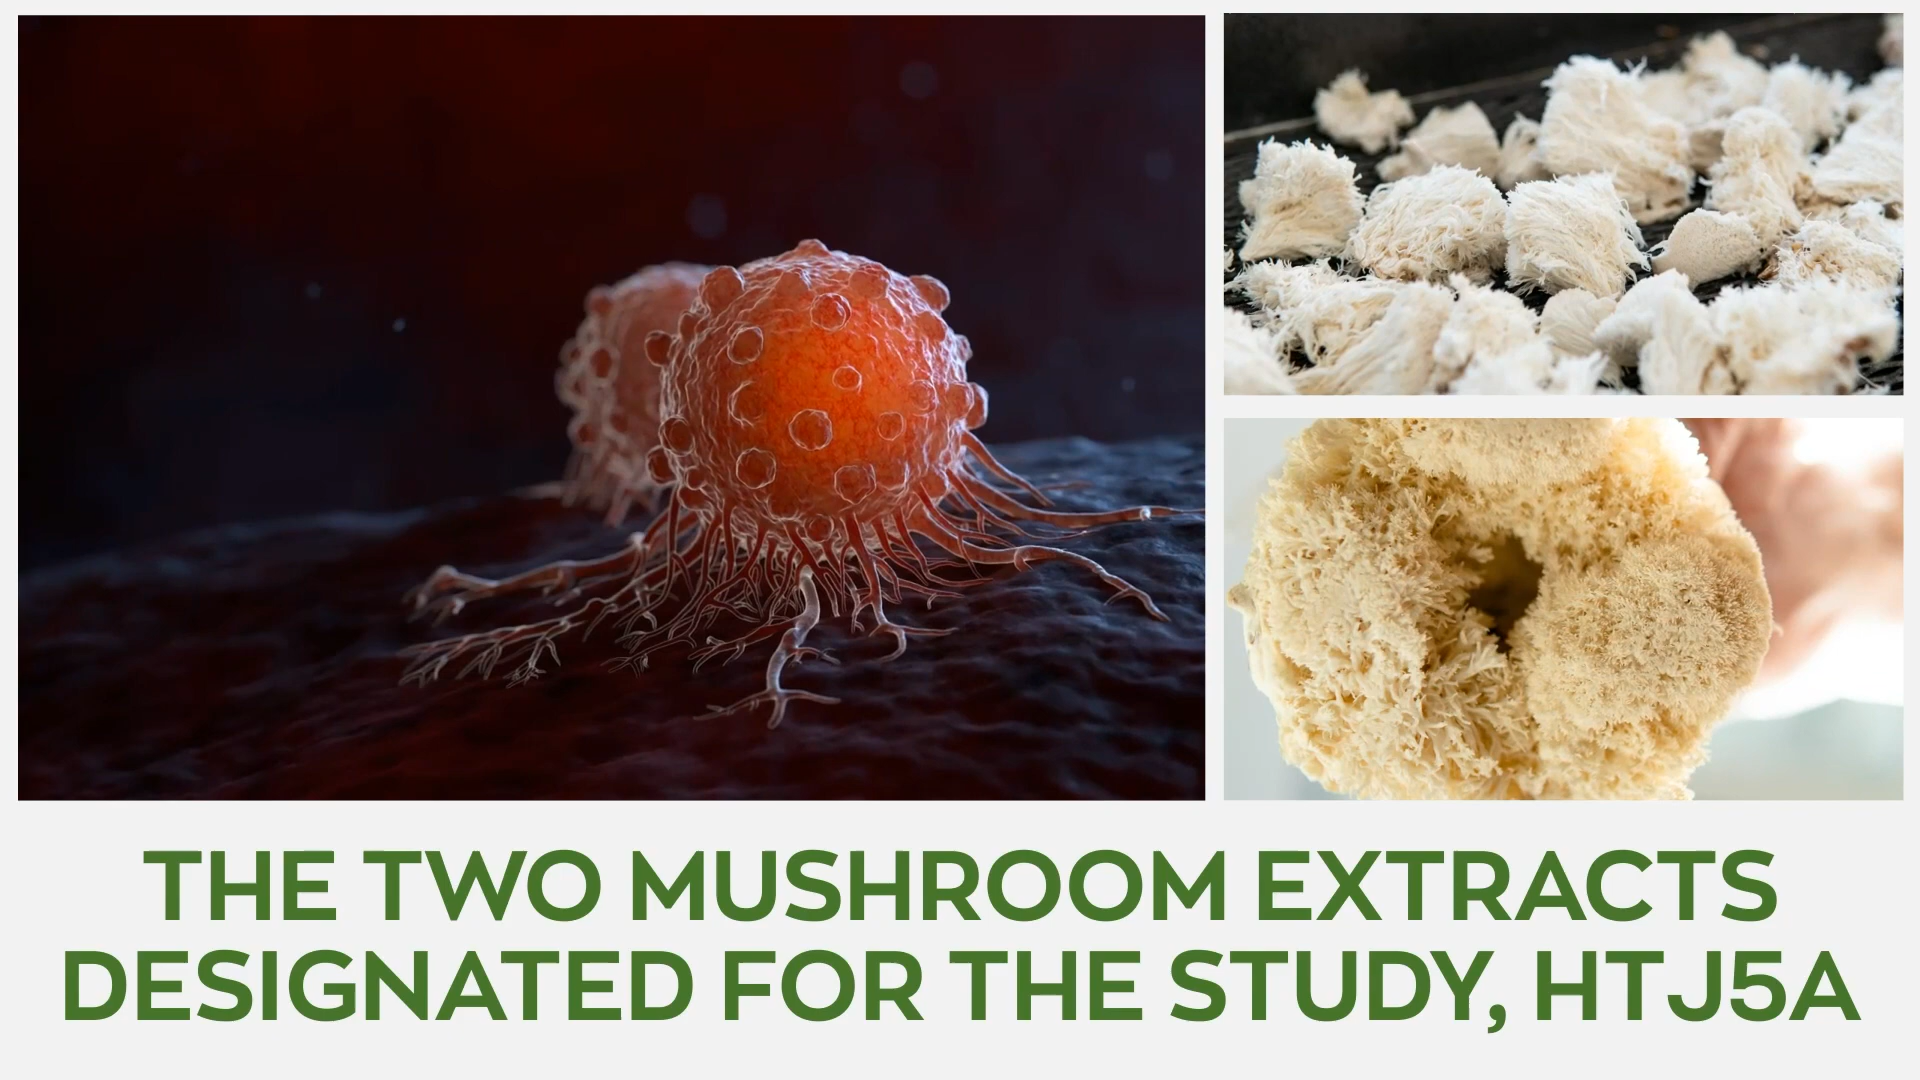 THE TWO MUSHROOM EXTRACTS
DESIGNATED FOR THE STUDY, HTJ5A